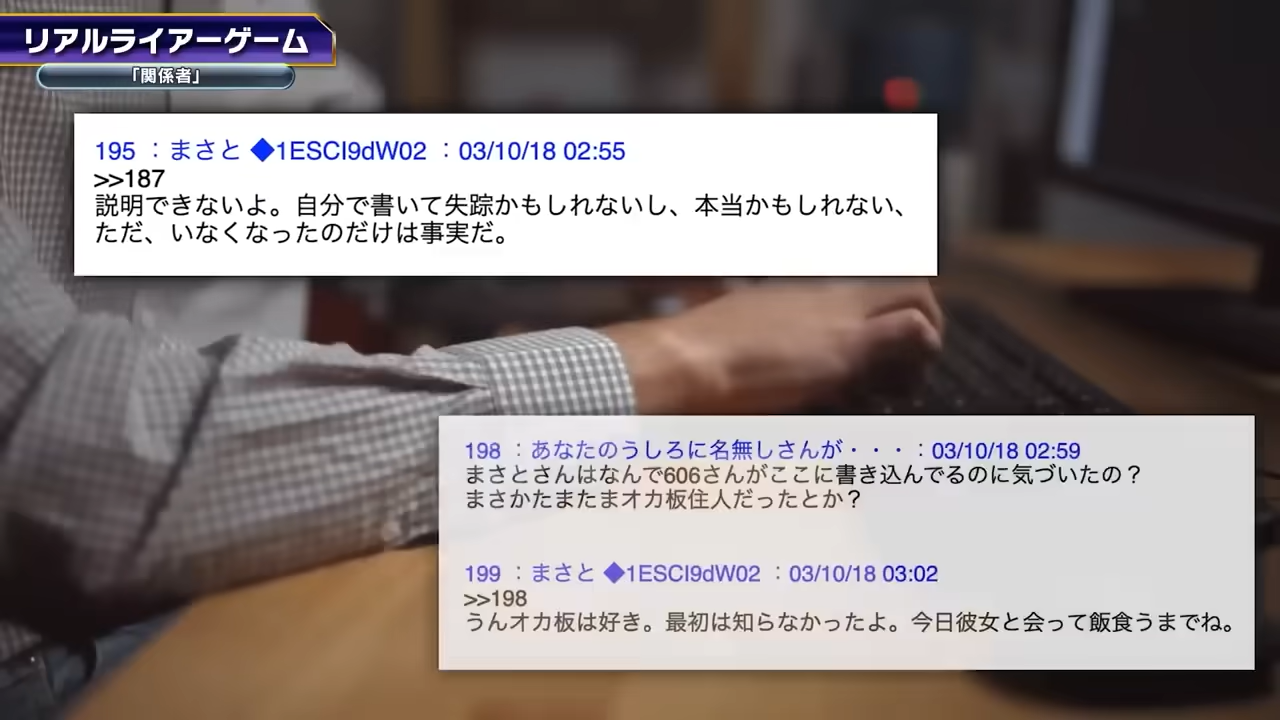 リアルライアーゲーム
「関係者」
195 ：まさと ◆1ESCI9dW02 ：03/10/18 02:55
>>187
説明できないよ。自分で書いて失踪かもしれないし、本当かもしれない、
ただ、いなくなったのだけは事実だ。
198 ：あなたのうしろに名無しさんが・・・：03/10/18 02:59
まさとさんはなんで606さんがここに書き込んでるのに気づいたの？
まさかたまたまオカ板住人だったとか？
199 ：まさと ◆1ESCI9dW02 ：03/10/18 03:02
>>198
うんオカ板は好き。最初は知らなかったよ。今日彼女と会って飯食うまでね。